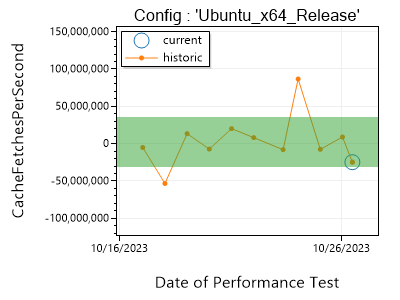 Config : 'Ubuntu_x64_Release'
current
historic
150,000,000
100,000,000
50,000,000
0
-50,000,000
-100,000,000
CacheFetchesPerSecond
10/16/2023 10/26/2023
Date of Performance Test